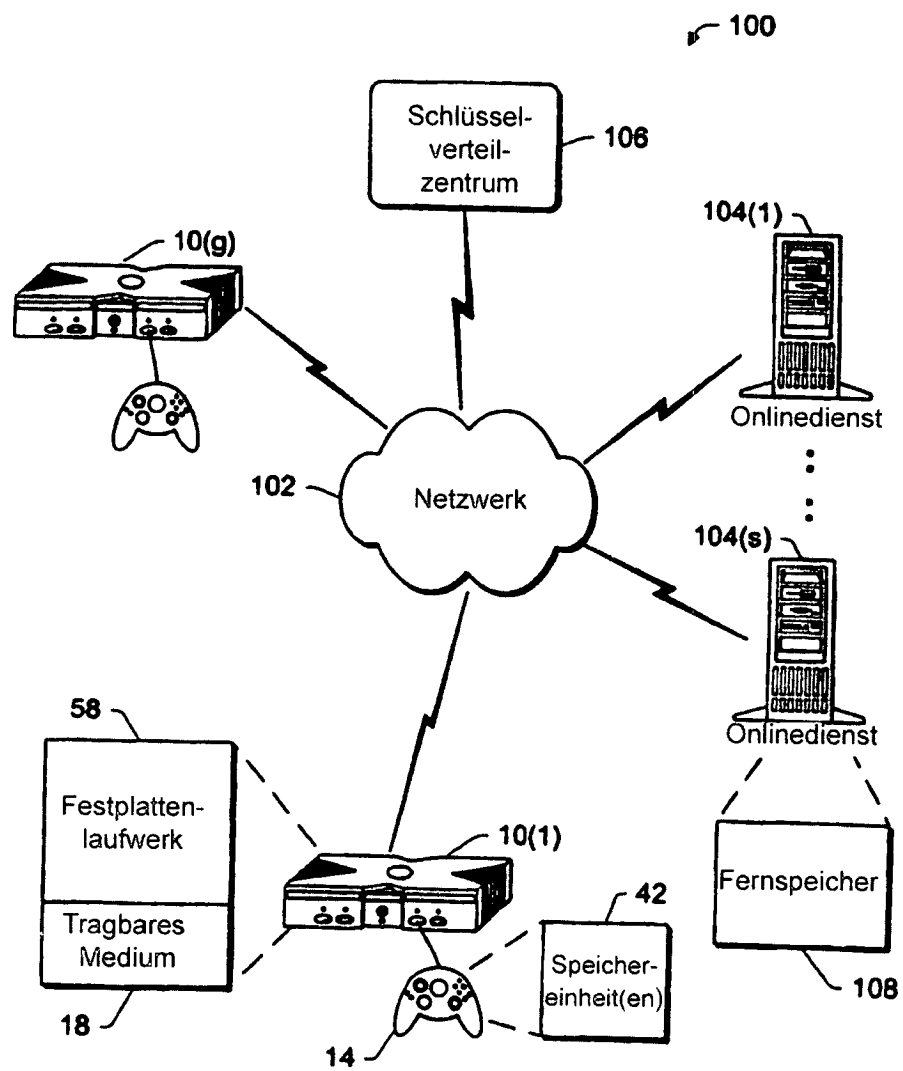 100
Schlüssel-
verteil-
zentrum
106
104(1)
10(g)
Onlinedienst
102
Netzwerk
104(s)
58
Onlinedienst
Festplatten-
laufwerk
10(1)
42
Fernspeicher
Tragbares
Medium
Speicher-
einheit(en)
108
18
14